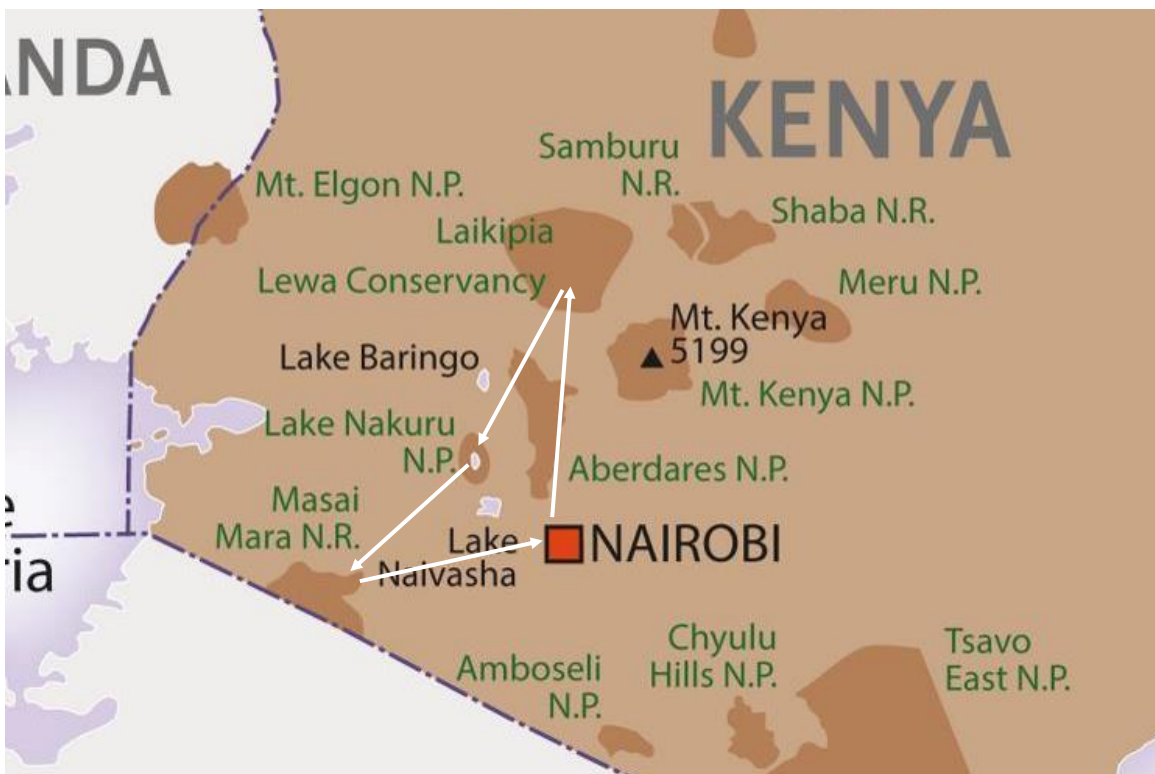 ANDA
KENYA
Samburu
N.R.
Mt. Elgon N.P.
Shaba N.R.
Laikipia
Lewa Conservancy
Meru N.P.
Mt. Kenya
5199
Lake Baringo
Mt. Kenya N.P.
Lake Nakuru
N.P.
Aberdares N.P.
Masai
Mara N.R.
Lake
Naivasha
NAIROBI
e
ria
Chyulu
Hills N.P.
Tsavo
East N.P.
Amboseli
N.P.